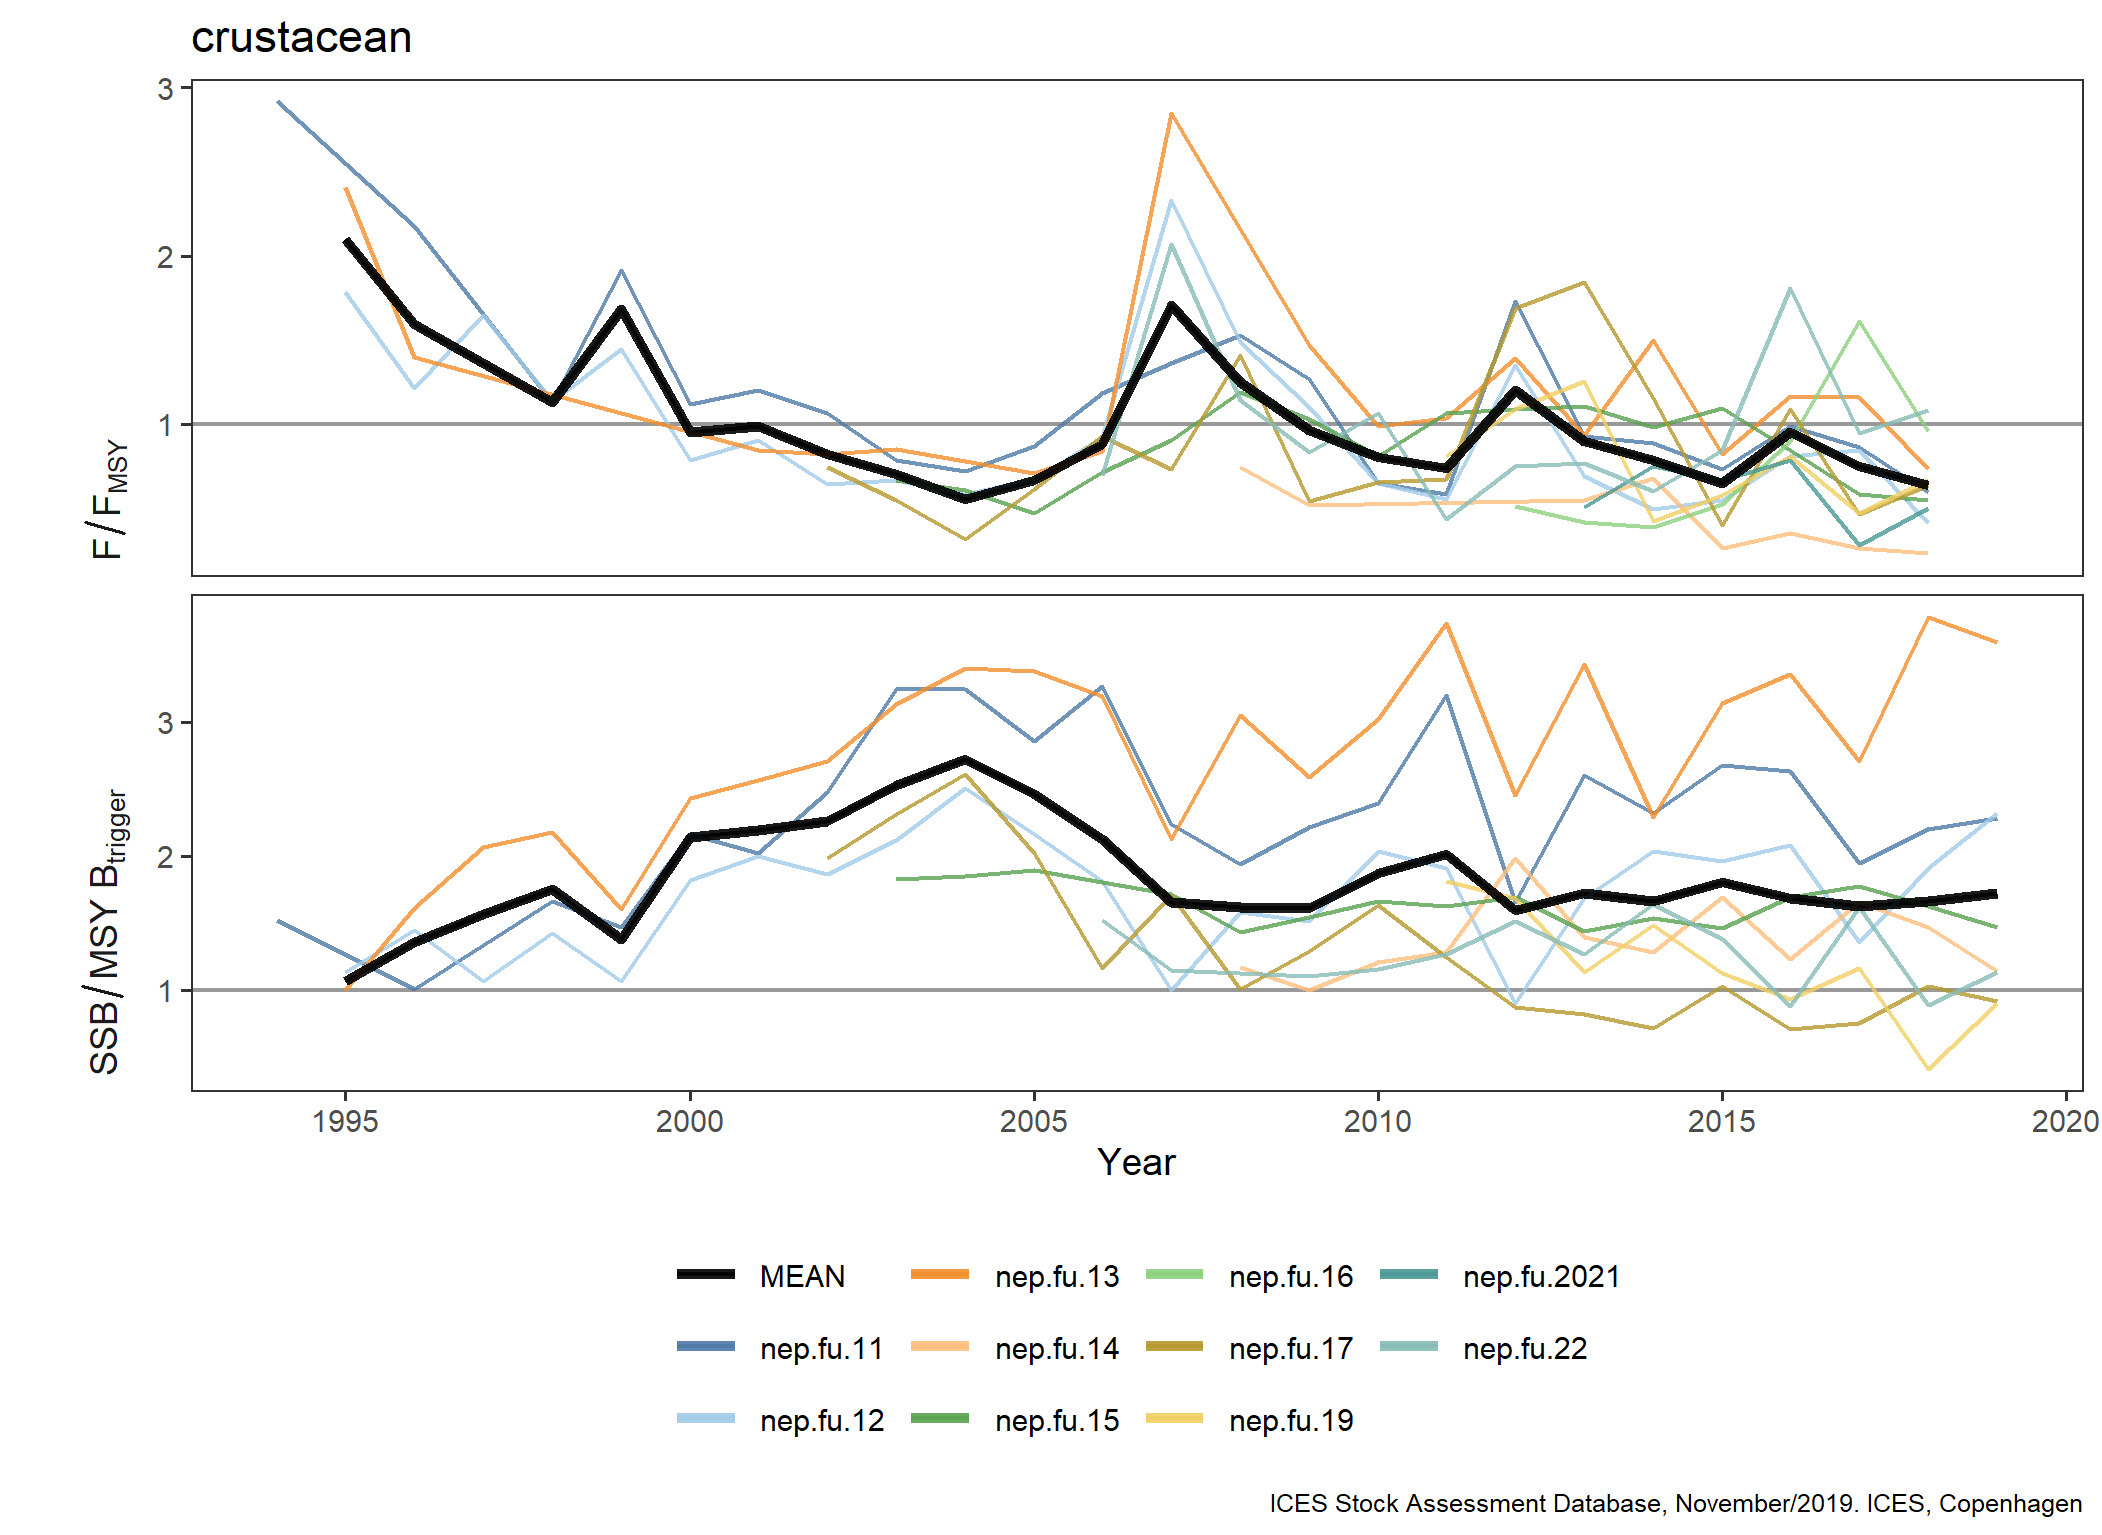 crustacean
3
2
1
F / FMSY
3
2
1
SSB / MSY Btrigger
1995 2000 2005 2010 2015 2020
Year
MEAN nep.fu.13 nep.fu.16 nep.fu.2021
nep.fu.11 nep.fu.14 nep.fu.17 nep.fu.22
nep.fu.12 nep.fu.15 nep.fu.19
ICES Stock Assessment Database, November/2019. ICES, Copenhagen